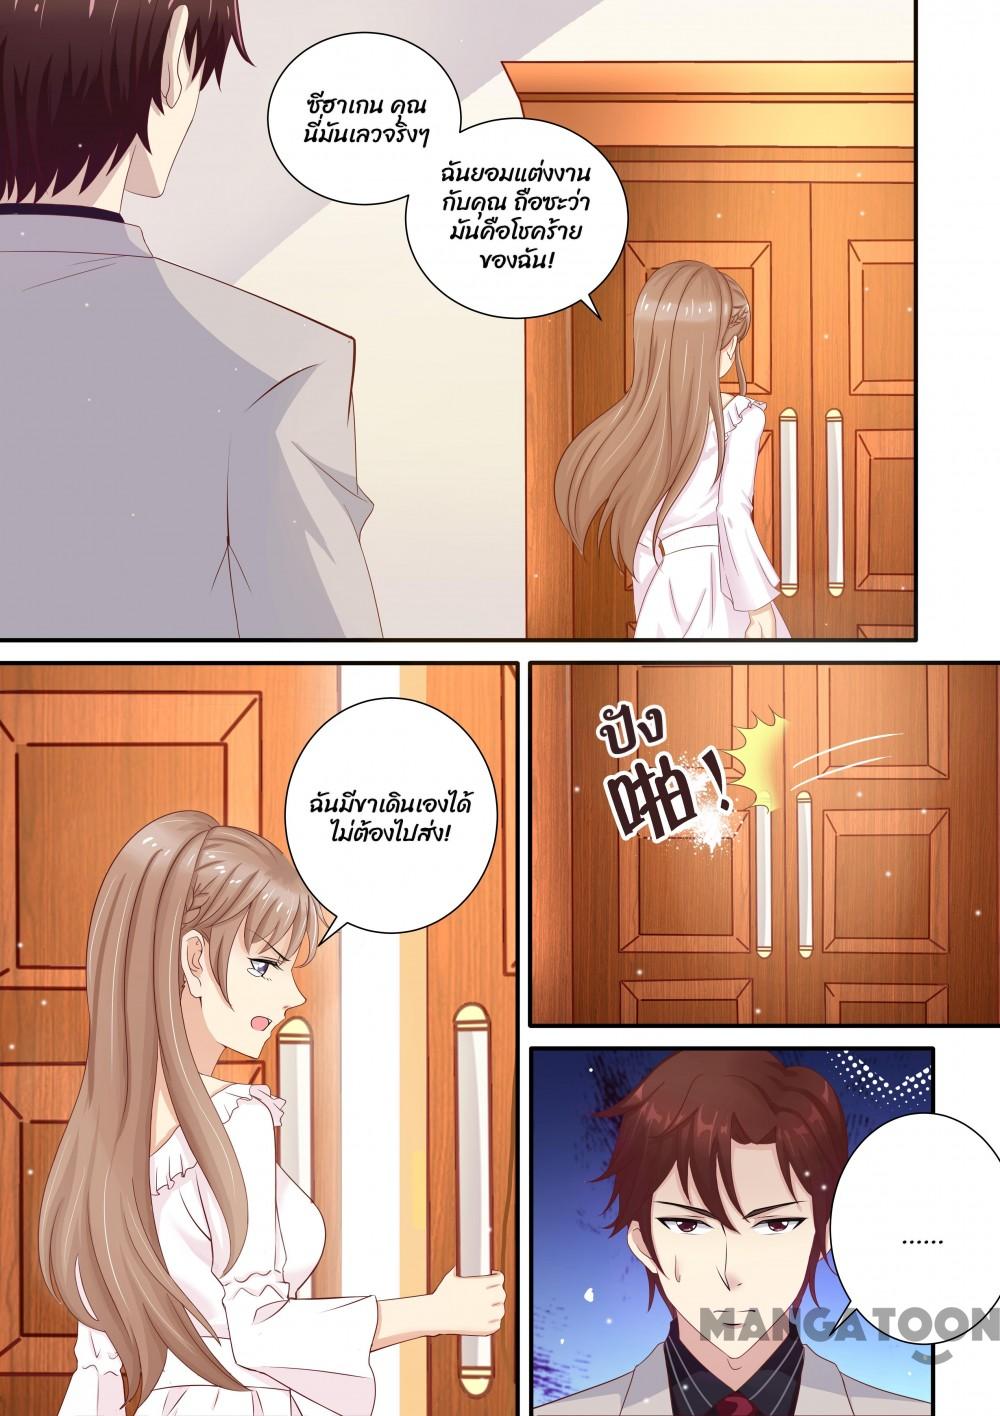 ซีฮาเกน คุณ
นี่มันเลวจริงๆ
ฉันยอมแต่งงาน
กับคุณ ถือซะว่า
มันคือโชคร้าย
ของฉัน!
ฉันมีขาเดินเองได้
ไม่ต้องไปส่ง!
ปัง
啪!
......
MANGATOON